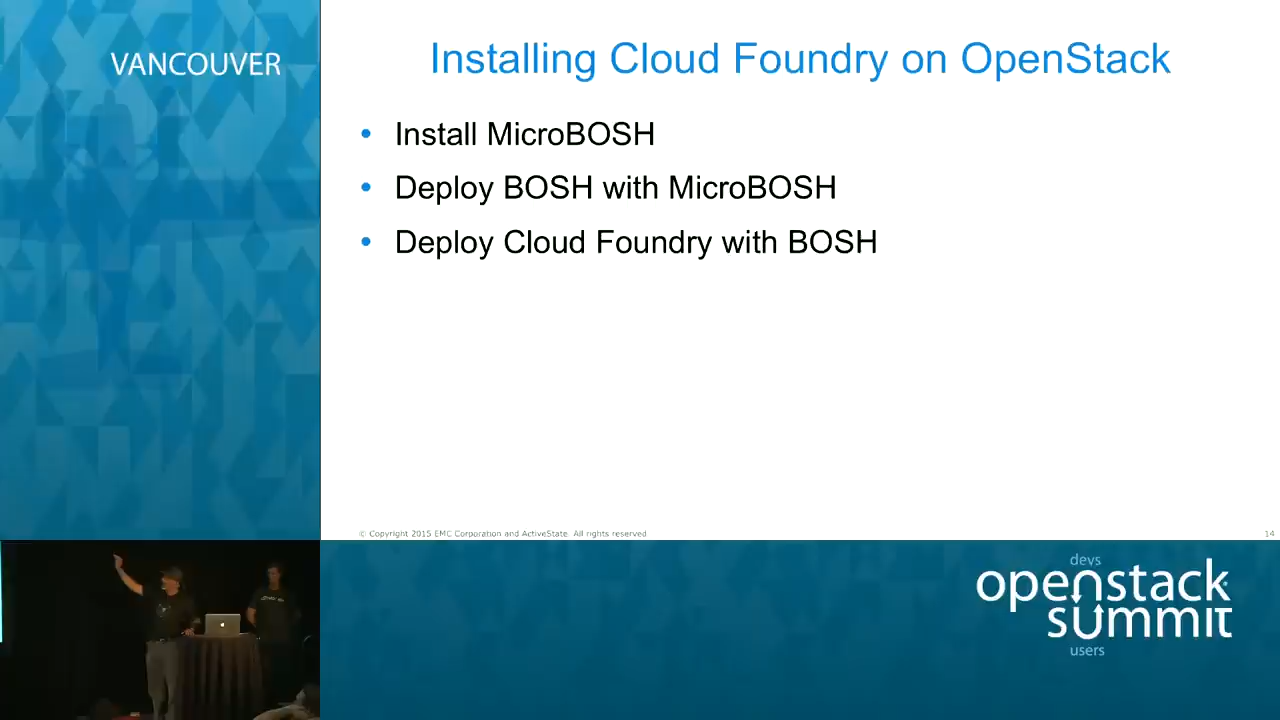 VANCOUVER
Installing Cloud Foundry on OpenStack
• Install MicroBOSH
• Deploy BOSH with MicroBOSH
• Deploy Cloud Foundry with BOSH
© Copyright 2015 EMC Corporation and ActiveState. All rights reserved
14
devs
openstack
summit
users